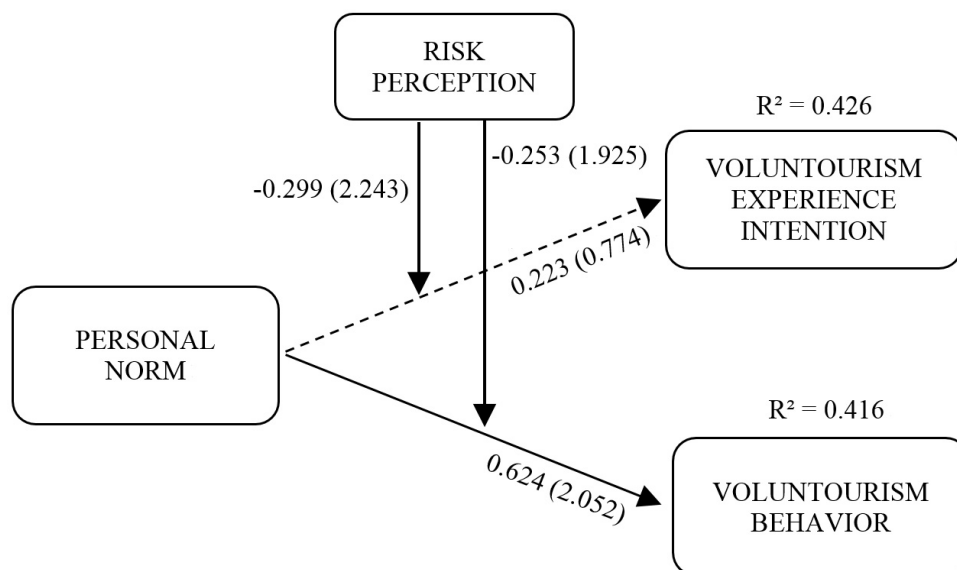 RISK
PERCEPTION
R² = 0.426
-0.253 (1.925)
-0.299 (2.243)
VOLUNTOURISM
EXPERIENCE
INTENTION
0.223 (0.774)
PERSONAL
NORM
R² = 0.416
0.624 (2.052)
VOLUNTOURISM
BEHAVIOR